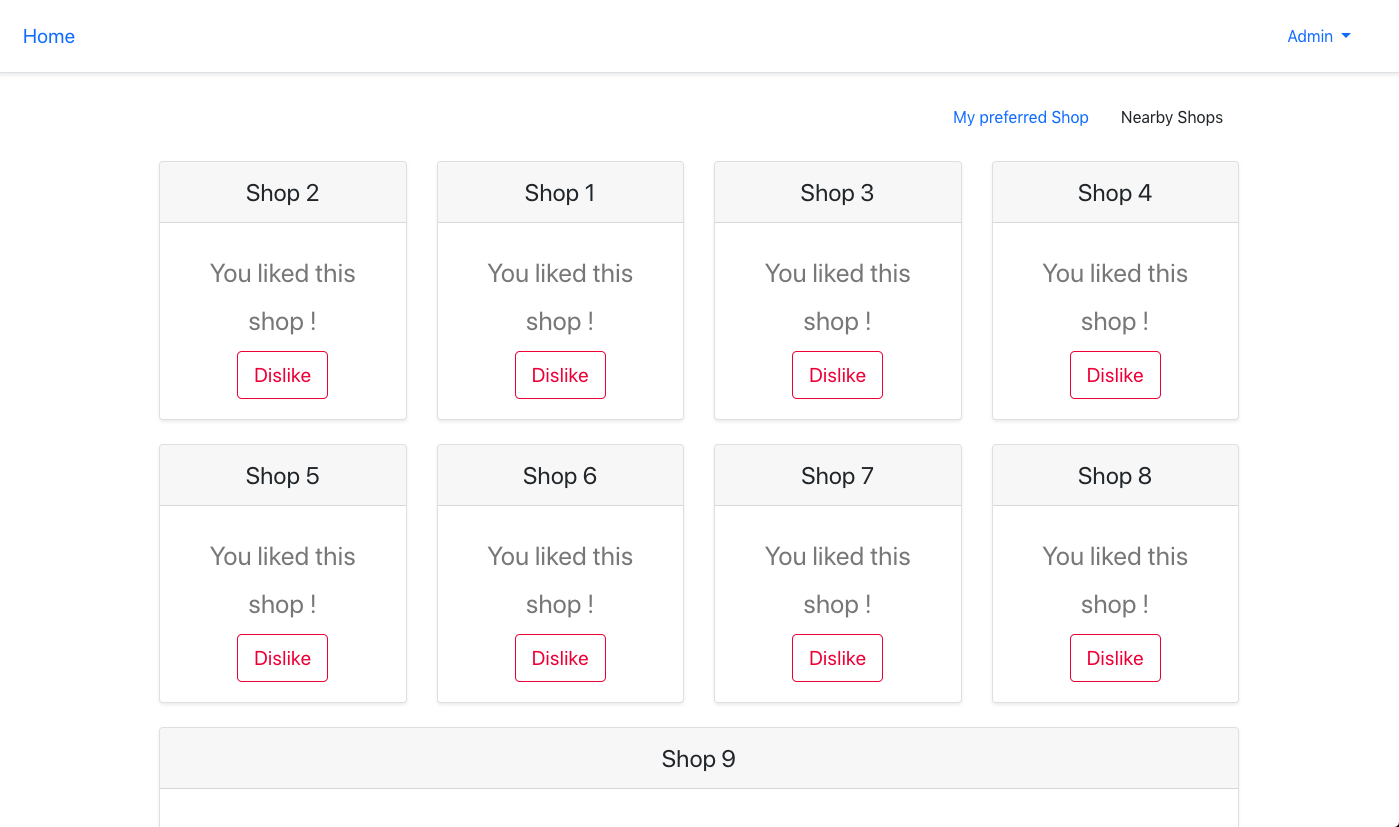 Home
Admin
My preferred Shop
Nearby Shops
Shop 2
You liked this
shop !
Dislike
Shop 1
You liked this
shop !
Dislike
Shop 3
You liked this
shop !
Dislike
Shop 4
You liked this
shop !
Dislike
Shop 5
You liked this
shop !
Dislike
Shop 6
You liked this
shop !
Dislike
Shop 7
You liked this
shop !
Dislike
Shop 8
You liked this
shop !
Dislike
Shop 9